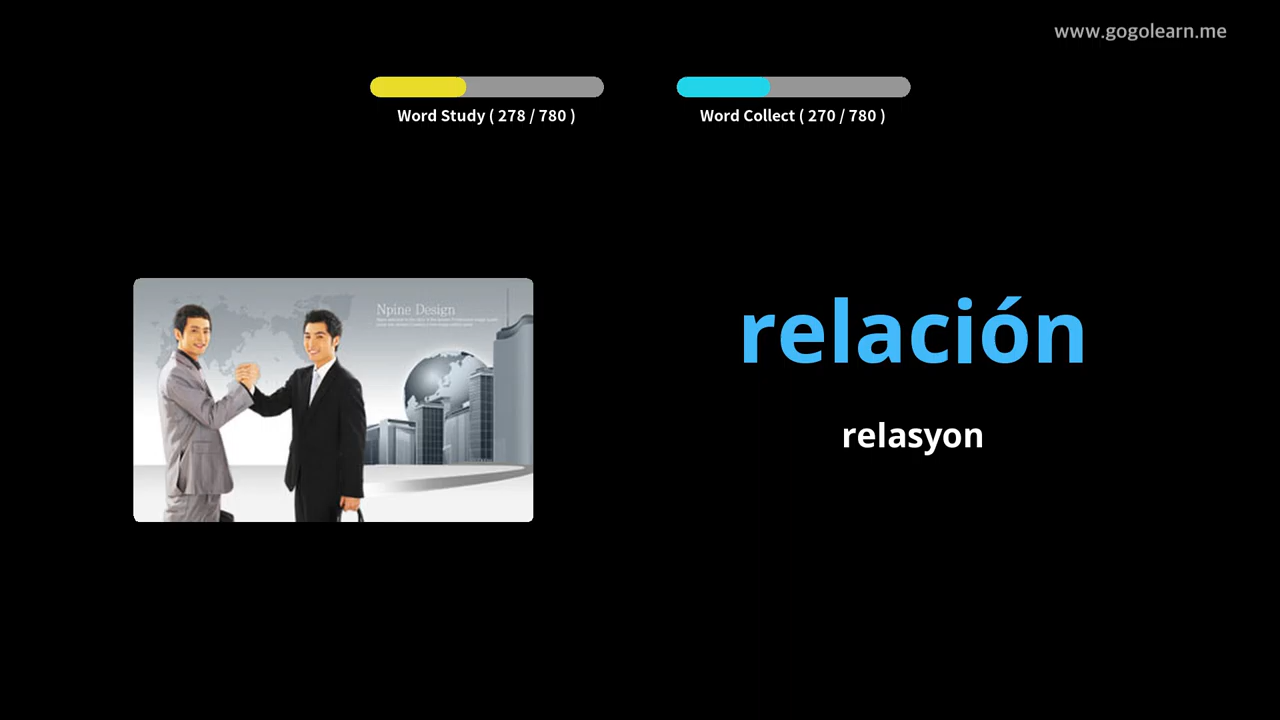 www.gogolearn.me
Word Study ( 278 / 780 )
Word Collect ( 270 / 780 )
Npine Design
relación
relasyon